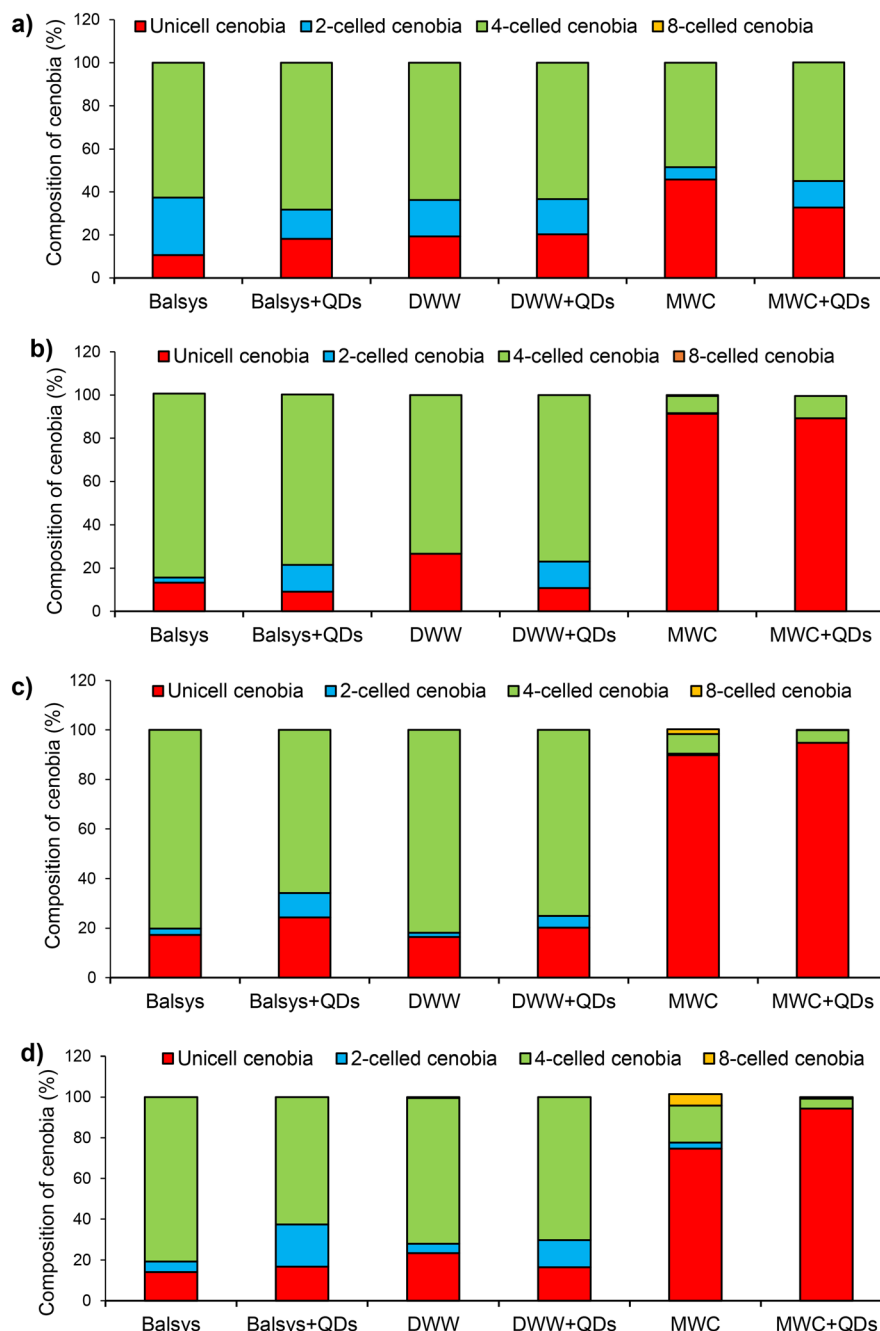 a)
Unicell cenobia 2-celled cenobia 4-celled cenobia 8-celled cenobia
Composition of cenobia (%)
120
100
80
60
40
20
0
Balsys Balsys+QDs DWW DWW+QDs MWC MWC+QDs
b)
Unicell cenobia 2-celled cenobia 4-celled cenobia 8-celled cenobia
Composition of cenobia (%)
120
100
80
60
40
20
0
Balsys Balsys+QDs DWW DWW+QDs MWC MWC+QDs
c)
Unicell cenobia 2-celled cenobia 4-celled cenobia 8-celled cenobia
Composition of cenobia (%)
120
100
80
60
40
20
0
Balsys Balsys+QDs DWW DWW+QDs MWC MWC+QDs
d)
Unicell cenobia 2-celled cenobia 4-celled cenobia 8-celled cenobia
Composition of cenobia (%)
120
100
80
60
40
20
0
Balsys Balsys+QDs DWW DWW+QDs MWC MWC+QDs